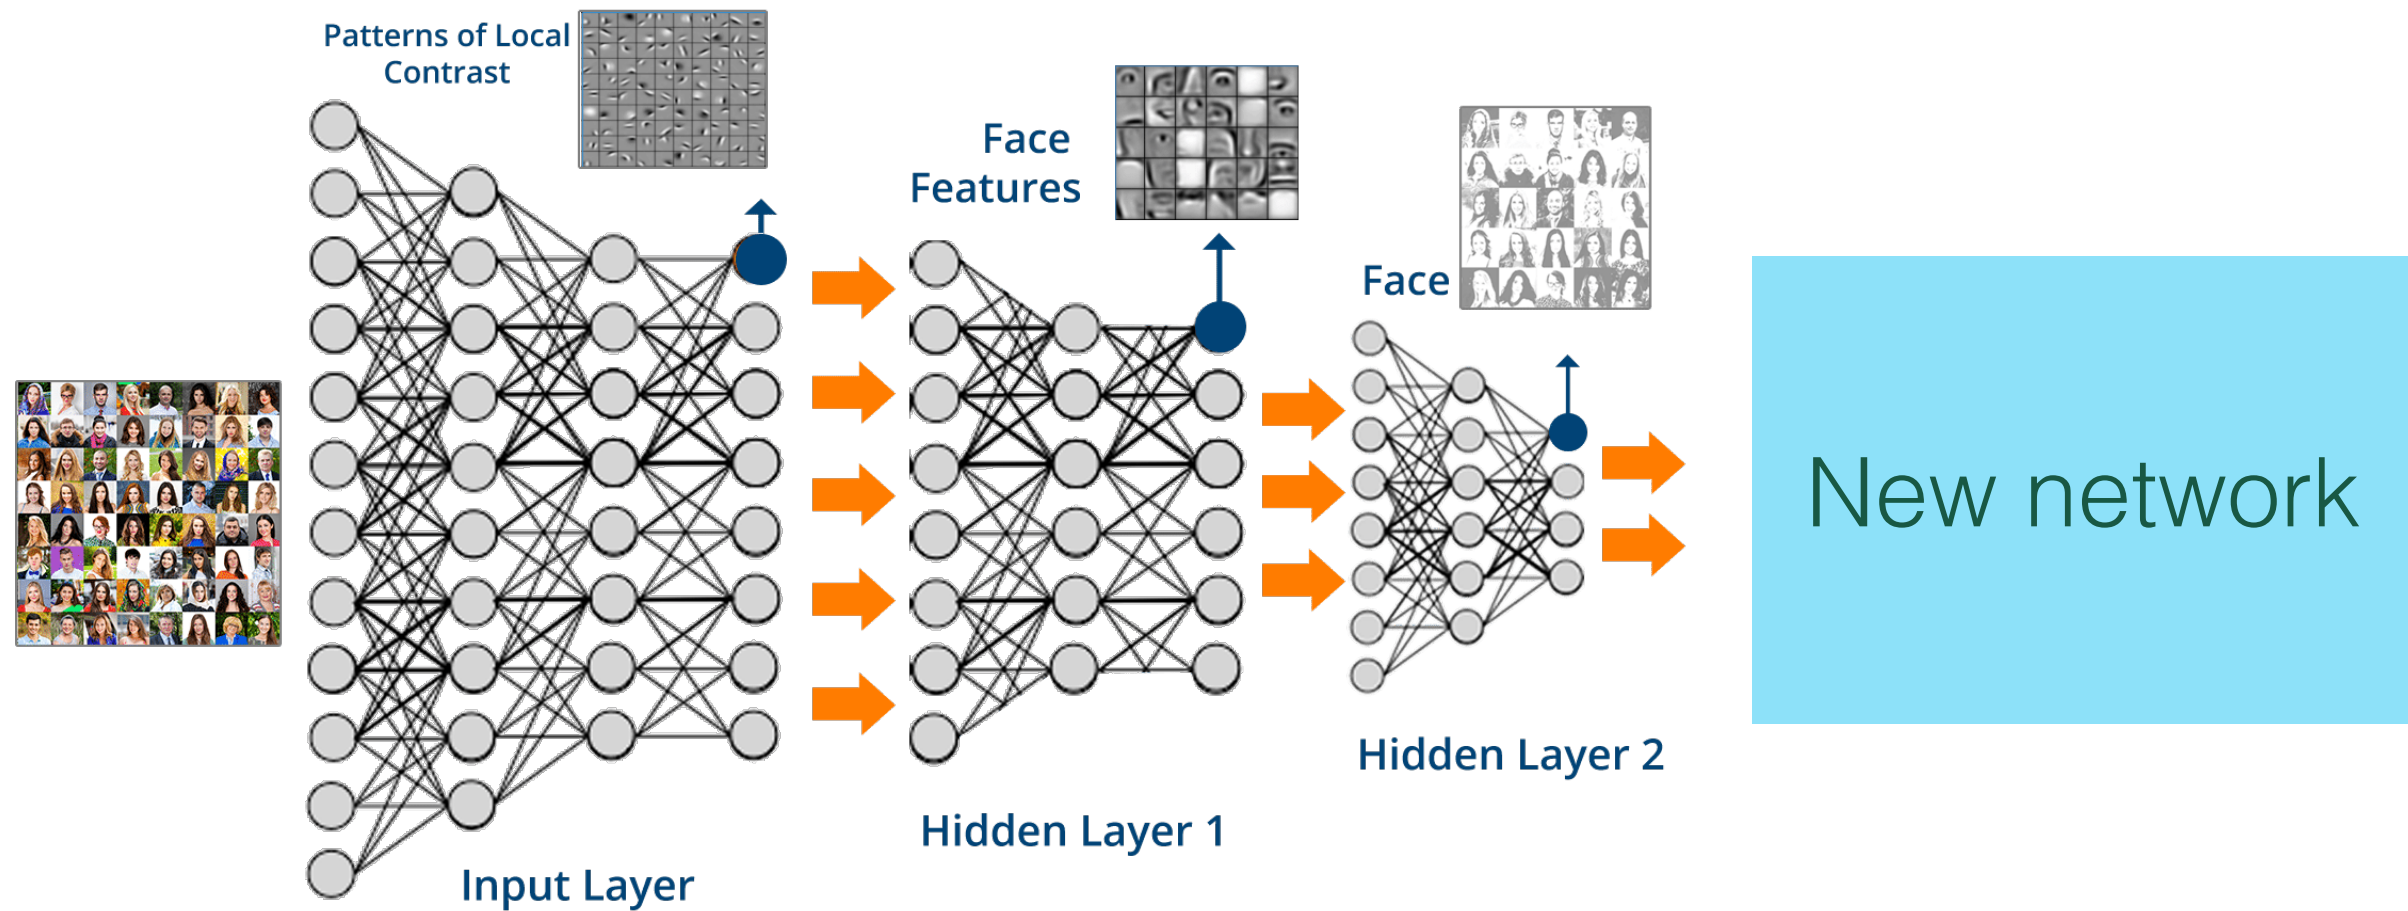 Patterns of Local
Contrast
Face
Features
Face
New network
Hidden Layer 2
Hidden Layer 1
Input Layer